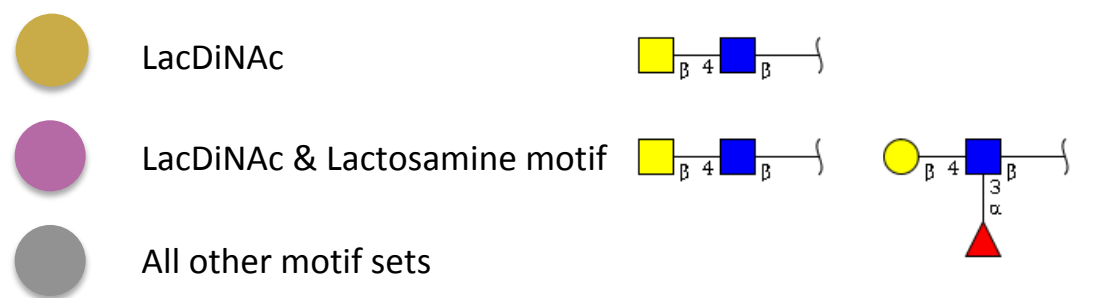 LacDiNAc
β 4 β
LacDiNAc & Lactosamine motif
β 4 β
β 4 β
3
α
All other motif sets